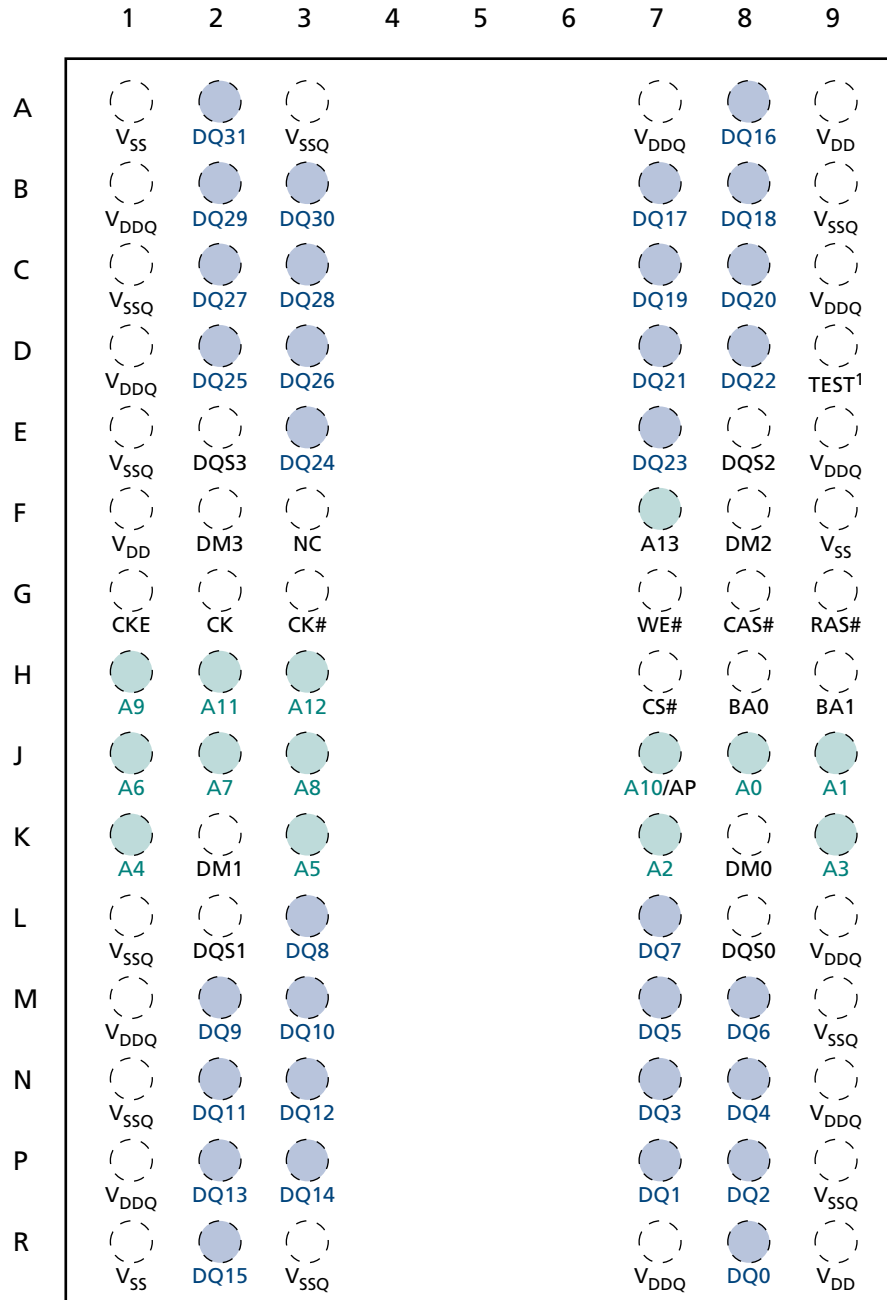 1 2 3 4 5 6 7 8 9
A
VSS DQ31 VSSQ VDDQ DQ16 VDD
B
VDDQ DQ29 DQ30 DQ17 DQ18 VSSQ
C
VSSQ DQ27 DQ28 DQ19 DQ20 VDDQ
D
VDDQ DQ25 DQ26 DQ21 DQ22 TEST1
E
VSSQ DQS3 DQ24 DQ23 DQS2 VDDQ
F
VDD DM3 NC A13 DM2 VSS
G
CKE CK CK# WE# CAS# RAS#
H
A9 A11 A12 CS# BA0 BA1
J
A6 A7 A8 A10/AP A0 A1
K
A4 DM1 A5 A2 DM0 A3
L
VSSQ DQS1 DQ8 DQ7 DQS0 VDDQ
M
VDDQ DQ9 DQ10 DQ5 DQ6 VSSQ
N
VSSQ DQ11 DQ12 DQ3 DQ4 VDDQ
P
VDDQ DQ13 DQ14 DQ1 DQ2 VSSQ
R
VSS DQ15 VSSQ VDDQ DQ0 VDD